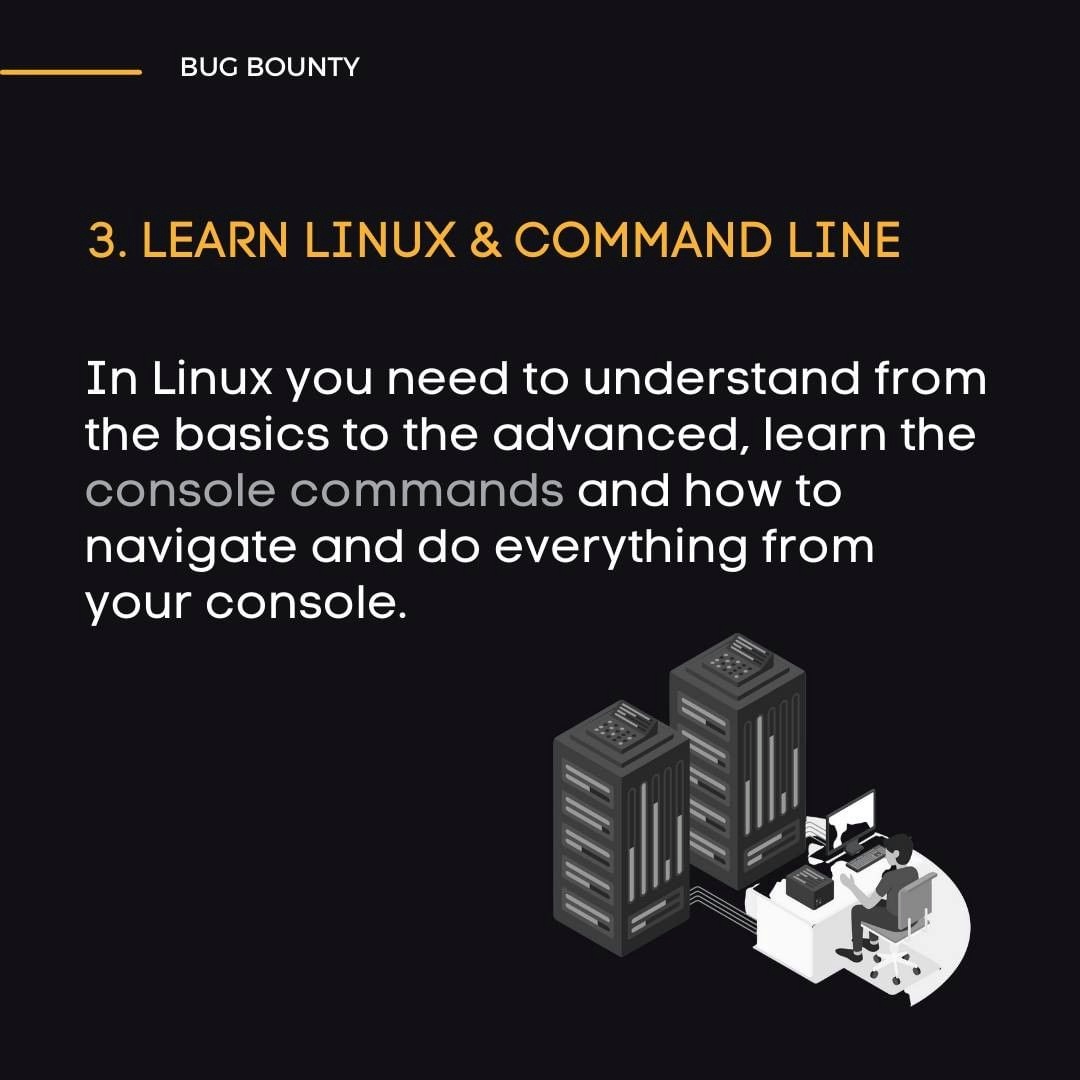 BUG BOUNTY
3. LEARN LINUX & COMMAND LINE
In Linux you need to understand from
the basics to the advanced, learn the
console commands and how to
navigate and do everything from
your console.